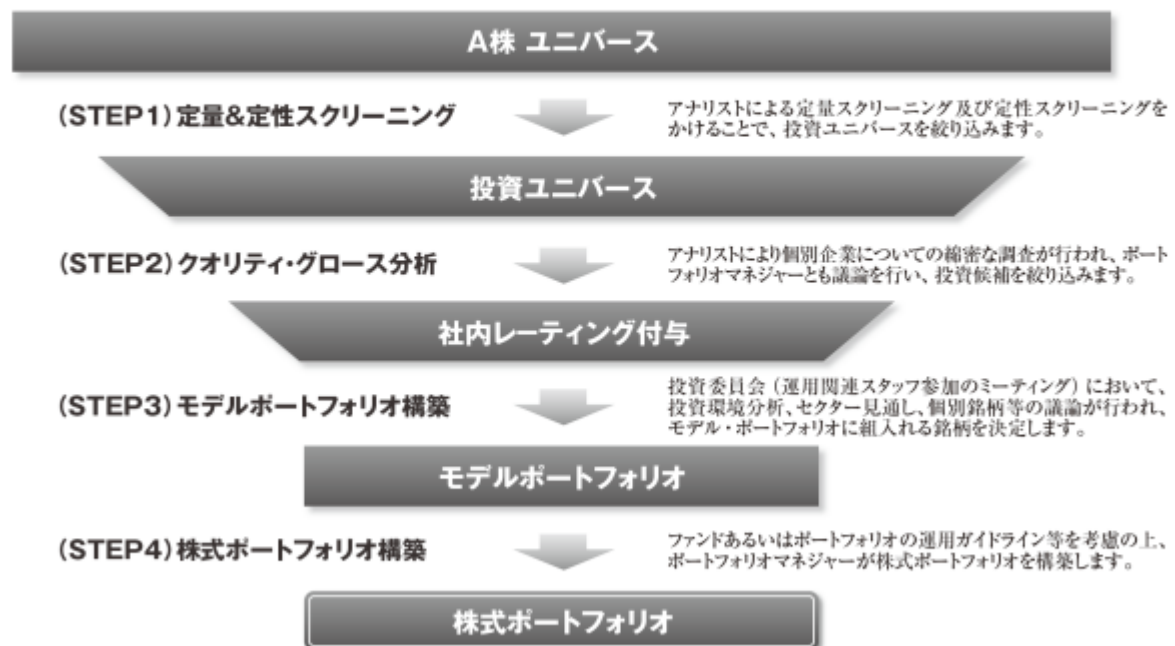 A株 ユニバース
(STEP1)定量&定性スクリーニング
アナリストによる定量スクリーニング及び定性スクリーニングを
かけることで、投資ユニバースを絞り込みます。
投資ユニバース
(STEP2)クオリティ・グロース分析
アナリストにより個別企業についての綿密な調査が行われ、ポート
フォリオマネジャーとも議論を行い、投資候補を絞り込みます。
社内レーティング付与
(STEP3)モデルポートフォリオ構築
投資委員会(運用関連スタッフ参加のミーティング)において、
投資環境分析、セクター見通し、個別銘柄等の議論が行われ、
モデル・ポートフォリオに組入れる銘柄を決定します。
モデルポートフォリオ
(STEP4)株式ポートフォリオ構築
ファンドあるいはポートフォリオの運用ガイドライン等を考慮の上、
ポートフォリオマネジャーが株式ポートフォリオを構築します。
株式ポートフォリオ